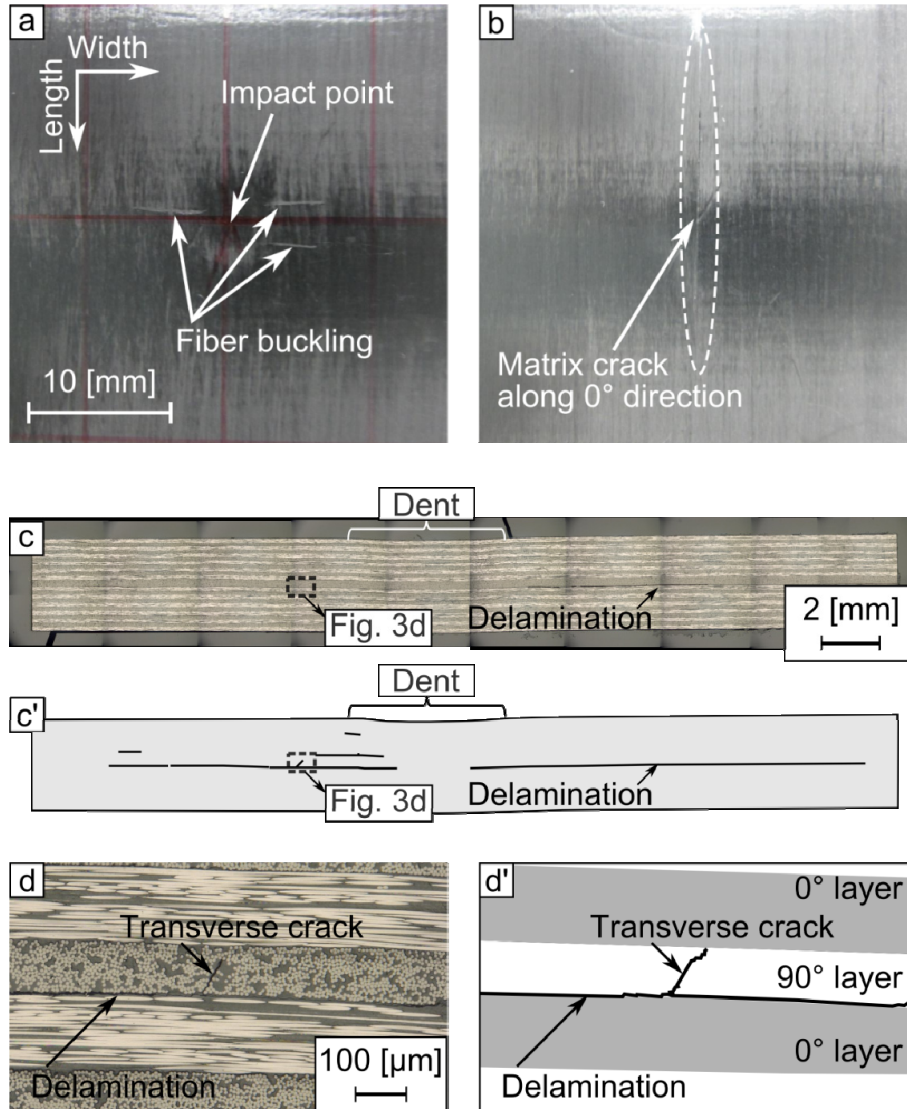 a
Width
Length
Impact point
Fiber buckling
10 [mm]
b
Matrix crack
along 0° direction
c
Dent
Fig. 3d
Delamination
2 [mm]
c'
Dent
Fig. 3d
Delamination
d
Transverse crack
Delamination
100 [µm]
d'
0° layer
Transverse crack
90° layer
0° layer
Delamination